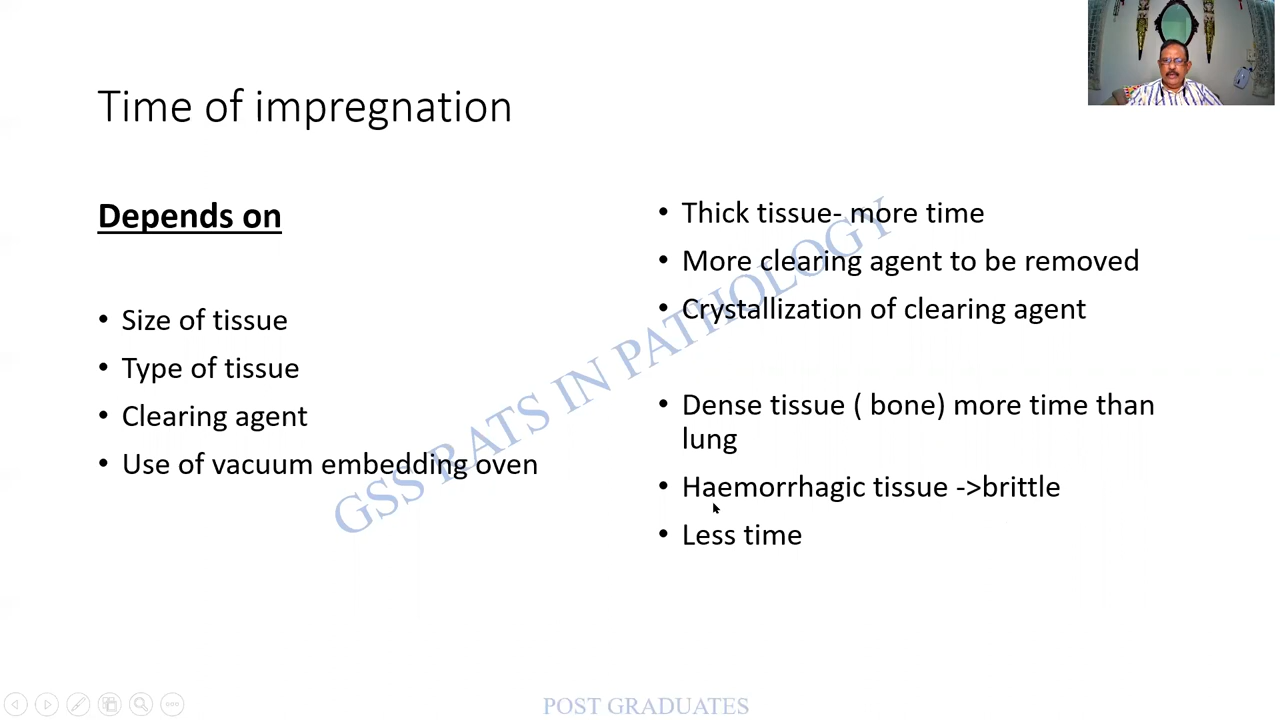 Time of impregnation
Depends on
• Size of tissue
• Type of tissue
• Clearing agent
• Use of vacuum embedding oven
• Thick tissue- more time
• More clearing agent to be removed
• Crystallization of clearing agent
• Dense tissue ( bone) more time than
lung
• Haemorrhagic tissue ->brittle
• Less time
GSS RATS IN PATHOLOGY
POST GRADUATES